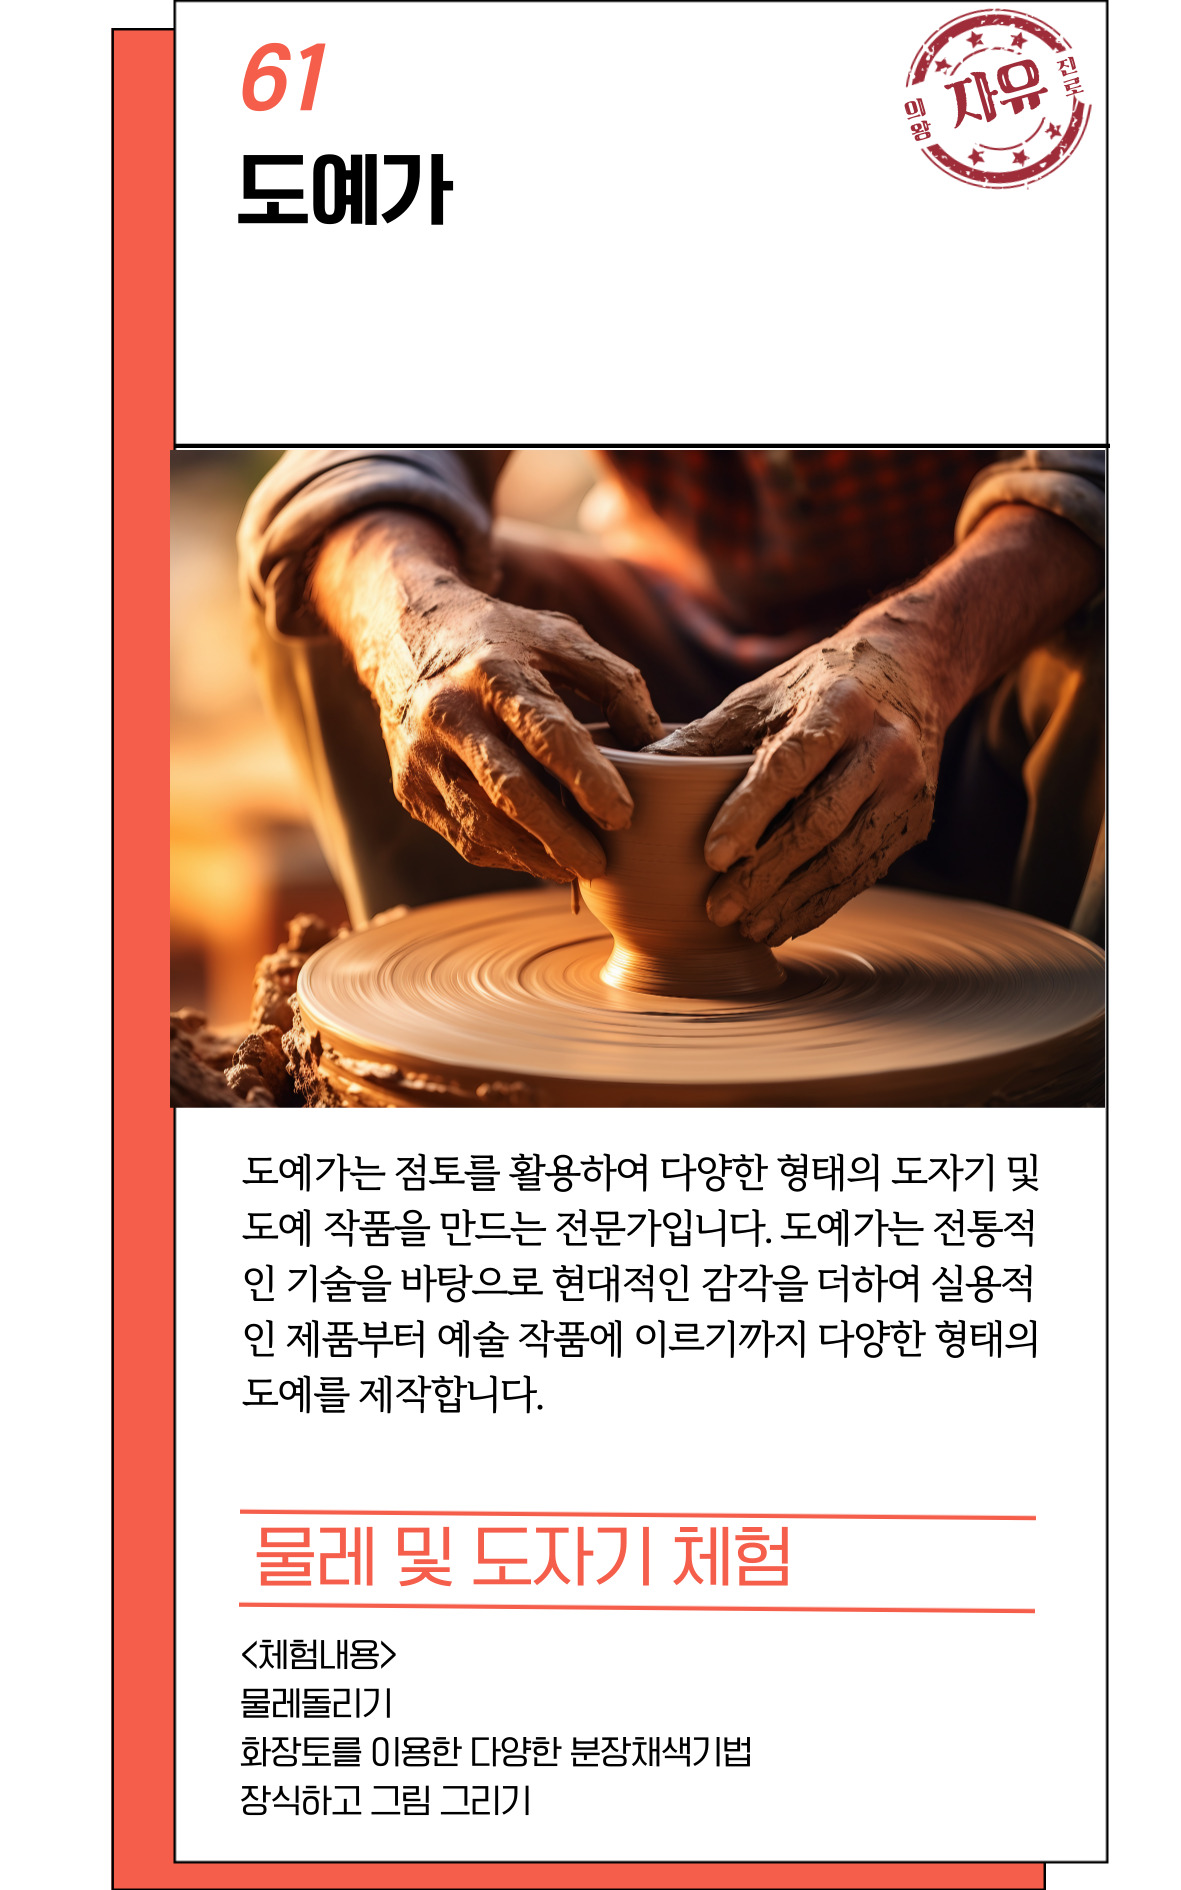 61
도예가
의왕
자유
진로
도예가는 점토를 활용하여 다양한 형태의 도자기 및
도예 작품을 만드는 전문가입니다. 도예가는 전통적
인 기술을 바탕으로 현대적인 감각을 더하여 실용적
인 제품부터 예술 작품에 이르기까지 다양한 형태의
도예를 제작합니다.
물레 및 도자기 체험
<체험내용>
물레돌리기
화장토를 이용한 다양한 분장채색기법
장식하고 그림 그리기